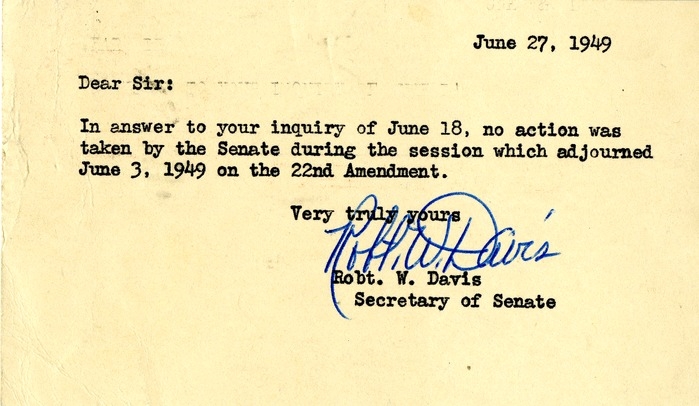 June 27, 1949
Dear Sir:
In answer to your inquiry of June 18, no action was
taken by the Senate during the session which adjourned
June 3, 1949 on the 22nd Amendment.
Very truly yours
Robt. W. Davis
Robt. W. Davis
Secretary of Senate